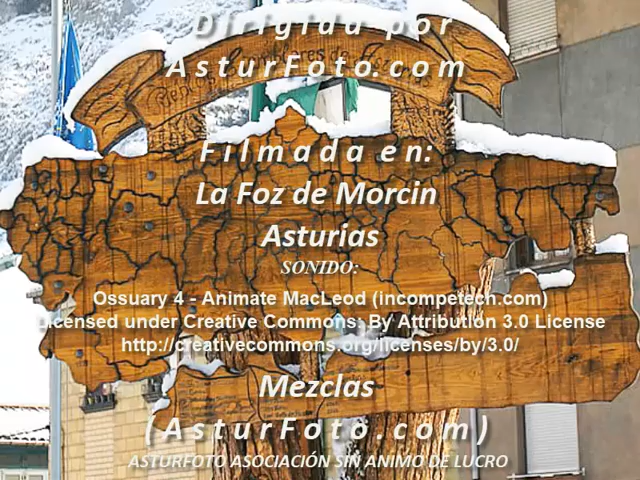 Dirigida por
AsturFoto.com
Filmada en:
La Foz de Morcin
Asturias
SONIDO:
Ossuary 4 - Animate MacLeod (incompetech.com)
Licensed under Creative Commons: By Attribution 3.0 License
http://creativecommons.org/licenses/by/3.0/
Mezclas
(AsturFoto.com)
ASTURFOTO ASOCIACIÓN SIN ANIMO DE LUCRO